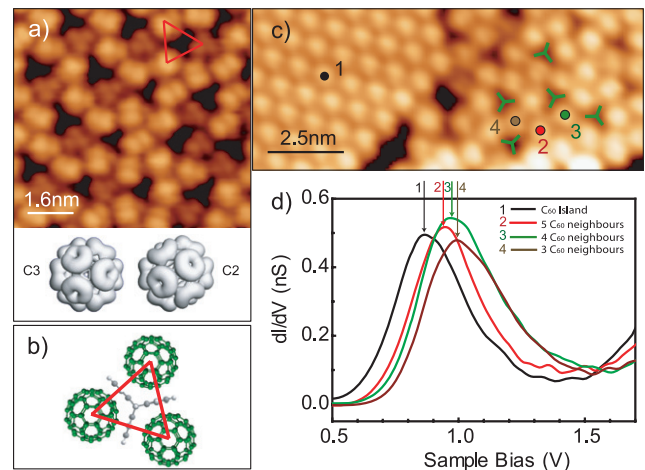 a)
1.6nm
C3
C2
b)
c)
1
4
3
2
2.5nm
d)
1 2 3 4
0.6
0.4
0.2
0.0
dI/dV (nS)
1 C₆₀ Island
2 5 C₆₀ neighbours
3 4 C₆₀ neighbours
4 3 C₆₀ neighbours
0.5 1.0 1.5
Sample Bias (V)